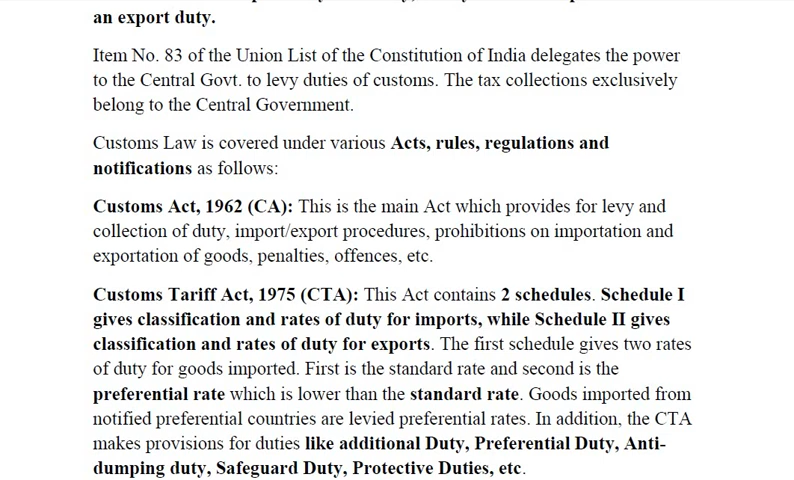 an export duty.
Item No. 83 of the Union List of the Constitution of India delegates the power
to the Central Govt. to levy duties of customs. The tax collections exclusively
belong to the Central Government.
Customs Law is covered under various Acts, rules, regulations and
notifications as follows:
Customs Act, 1962 (CA): This is the main Act which provides for levy and
collection of duty, import/export procedures, prohibitions on importation and
exportation of goods, penalties, offences, etc.
Customs Tariff Act, 1975 (CTA): This Act contains 2 schedules. Schedule I
gives classification and rates of duty for imports, while Schedule II gives
classification and rates of duty for exports. The first schedule gives two rates
of duty for goods imported. First is the standard rate and second is the
preferential rate which is lower than the standard rate. Goods imported from
notified preferential countries are levied preferential rates. In addition, the CTA
makes provisions for duties like additional Duty, Preferential Duty, Anti-
dumping duty, Safeguard Duty, Protective Duties, etc.